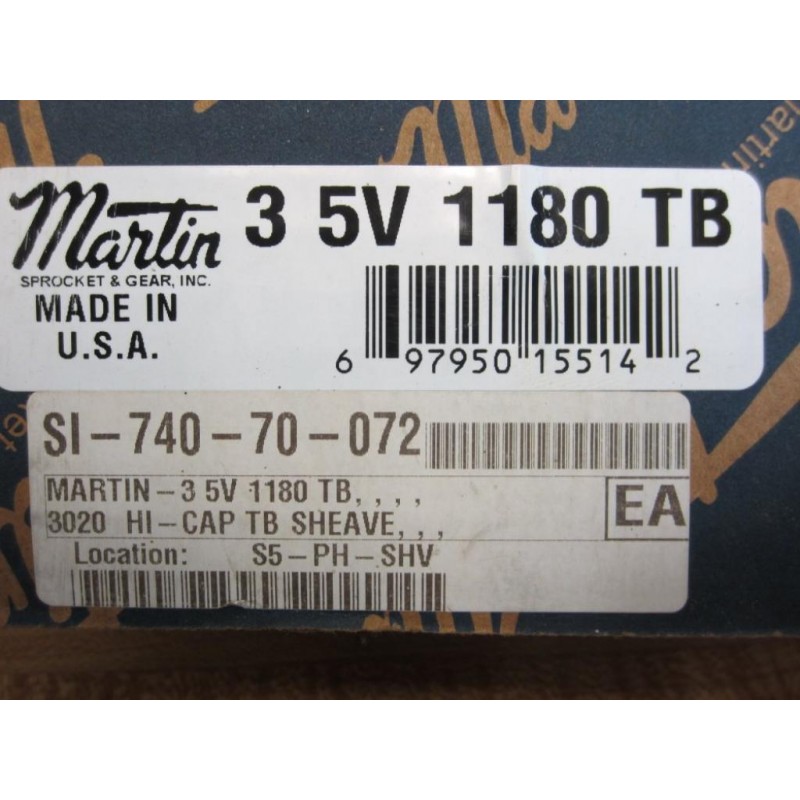 Martin 3 5V 1180 TB
SPROCKET & GEAR, INC.
MADE IN
U.S.A.
6 97950 15514 2
SI-740-70-072
MARTIN-3 5V 1180 TB, , , ,
3020 HI-CAP TB SHEAVE, , ,
EA
Location: S5-PH-SHV